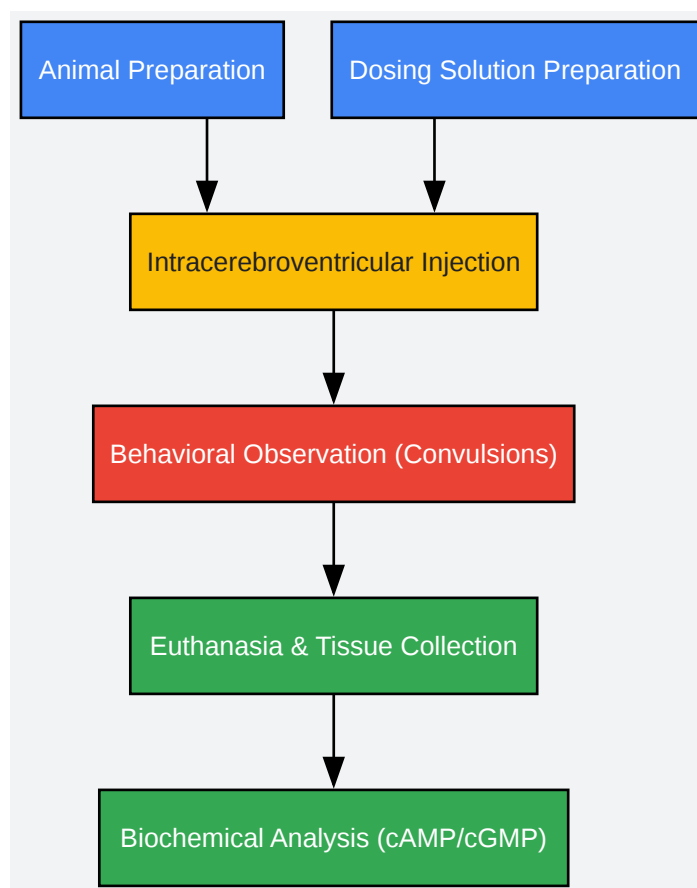 Animal Preparation
Dosing Solution Preparation
Intracerebroventricular Injection
Behavioral Observation (Convulsions)
Euthanasia & Tissue Collection
Biochemical Analysis (cAMP/cGMP)